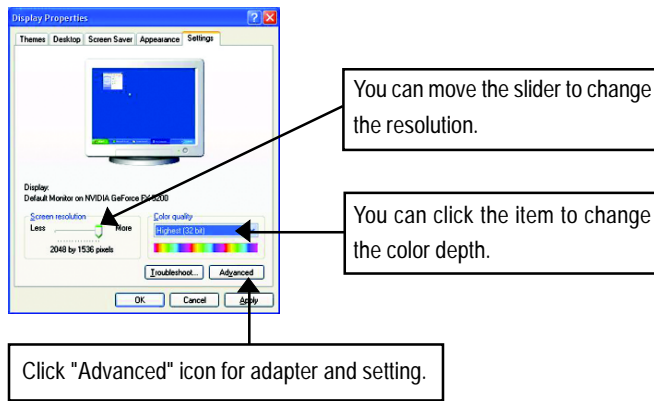 Display Properties
Themes Desktop Screen Saver Appearance Settings
You can move the slider to change
the resolution.
Display:
Default Monitor on NVIDIA GeForce FX 5200
Screen resolution
Less More
2048 by 1536 pixels
Color quality
Highest (32 bit)
You can click the item to change
the color depth.
Troubleshoot... Advanced
OK Cancel Apply
Click "Advanced" icon for adapter and setting.